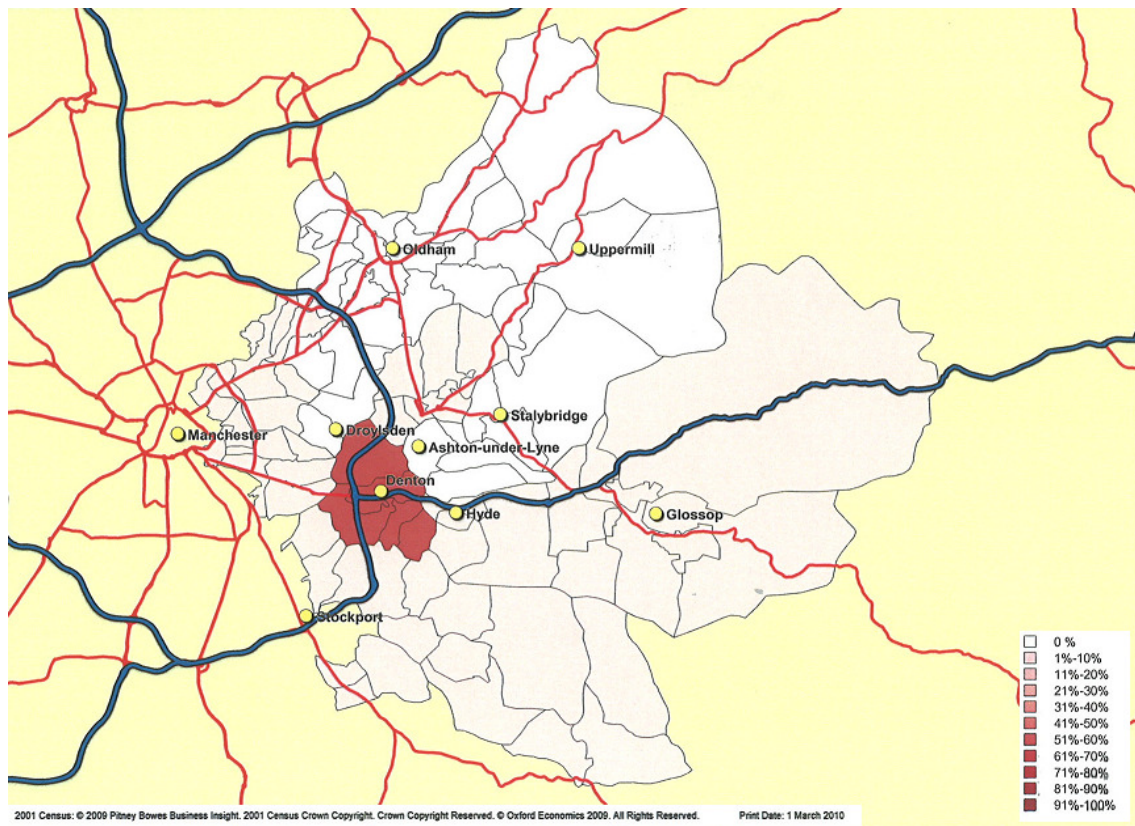 Oldham
Uppermill
Stalybridge
Manchester
Droylsden
Ashton-under-Lyne
Denton
Hyde
Glossop
Stockport
0 %
1%-10%
11%-20%
21%-30%
31%-40%
41%-50%
51%-60%
61%-70%
71%-80%
81%-90%
91%-100%
2001 Census: © 2009 Pitney Bowes Business Insight. 2001 Census Crown Copyright. Crown Copyright Reserved. © Oxford Economics 2009. All Rights Reserved. Print Date: 1 March 2010